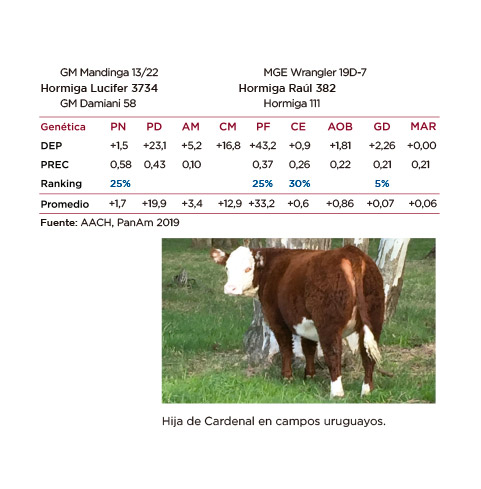 GM Mandinga 13/22 MGE Wrangler 19D-7
Hormiga Lucifer 3734 Hormiga Raúl 382
GM Damiani 58 Hormiga 111
Genética PN PD AM CM PF CE AOB GD MAR
DEP +1,5 +23,1 +5,2 +16,8 +43,2 +0,9 +1,81 +2,26 +0,00
PREC 0,58 0,43 0,10 0,37 0,26 0,22 0,21 0,21
Ranking 25% 25% 30% 5%
Promedio +1,7 +19,9 +3,4 +12,9 +33,2 +0,6 +0,86 +0,07 +0,06
Fuente: AACH, PanAm 2019
Hija de Cardenal en campos uruguayos.